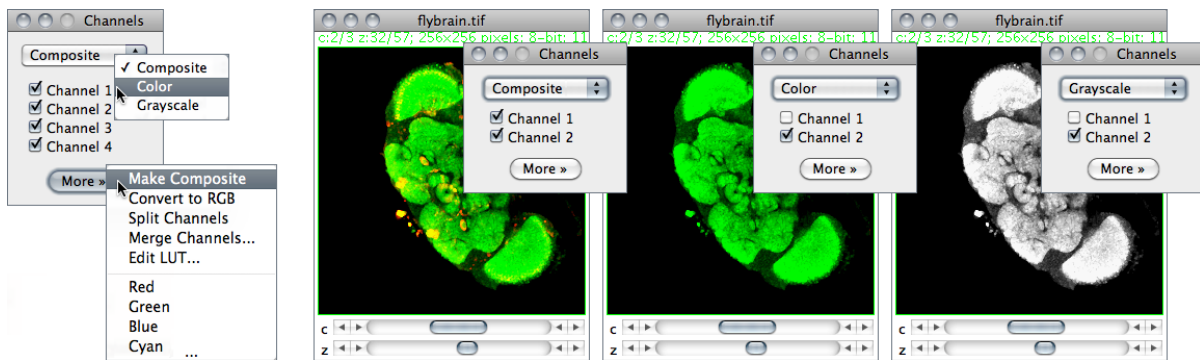 Channels
Composite
✓ Composite
Color
Grayscale
Channel 1
Channel 2
Channel 3
Channel 4
More »
Make Composite
Convert to RGB
Split Channels
Merge Channels...
Edit LUT...
Red
Green
Blue
Cyan
...
flybrain.tif
c:2/3 z:32/57; 256x256 pixels; 8-bit; 11
Channels
Composite
Channel 1
Channel 2
More »
c
z
flybrain.tif
c:2/3 z:32/57; 256x256 pixels; 8-bit; 11
Channels
Color
Channel 1
Channel 2
More »
c
z
flybrain.tif
c:2/3 z:32/57; 256x256 pixels; 8-bit; 11
Channels
Grayscale
Channel 1
Channel 2
More »
c
z